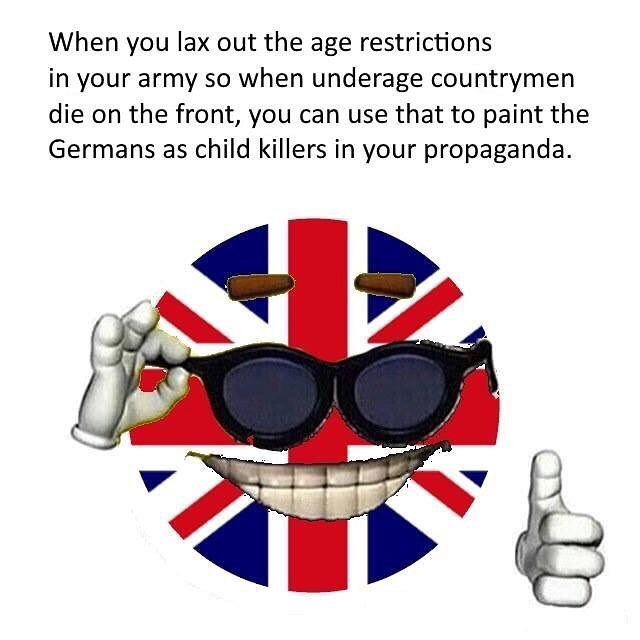 When you lax out the age restrictions
in your army so when underage countrymen
die on the front, you can use that to paint the
Germans as child killers in your propaganda.